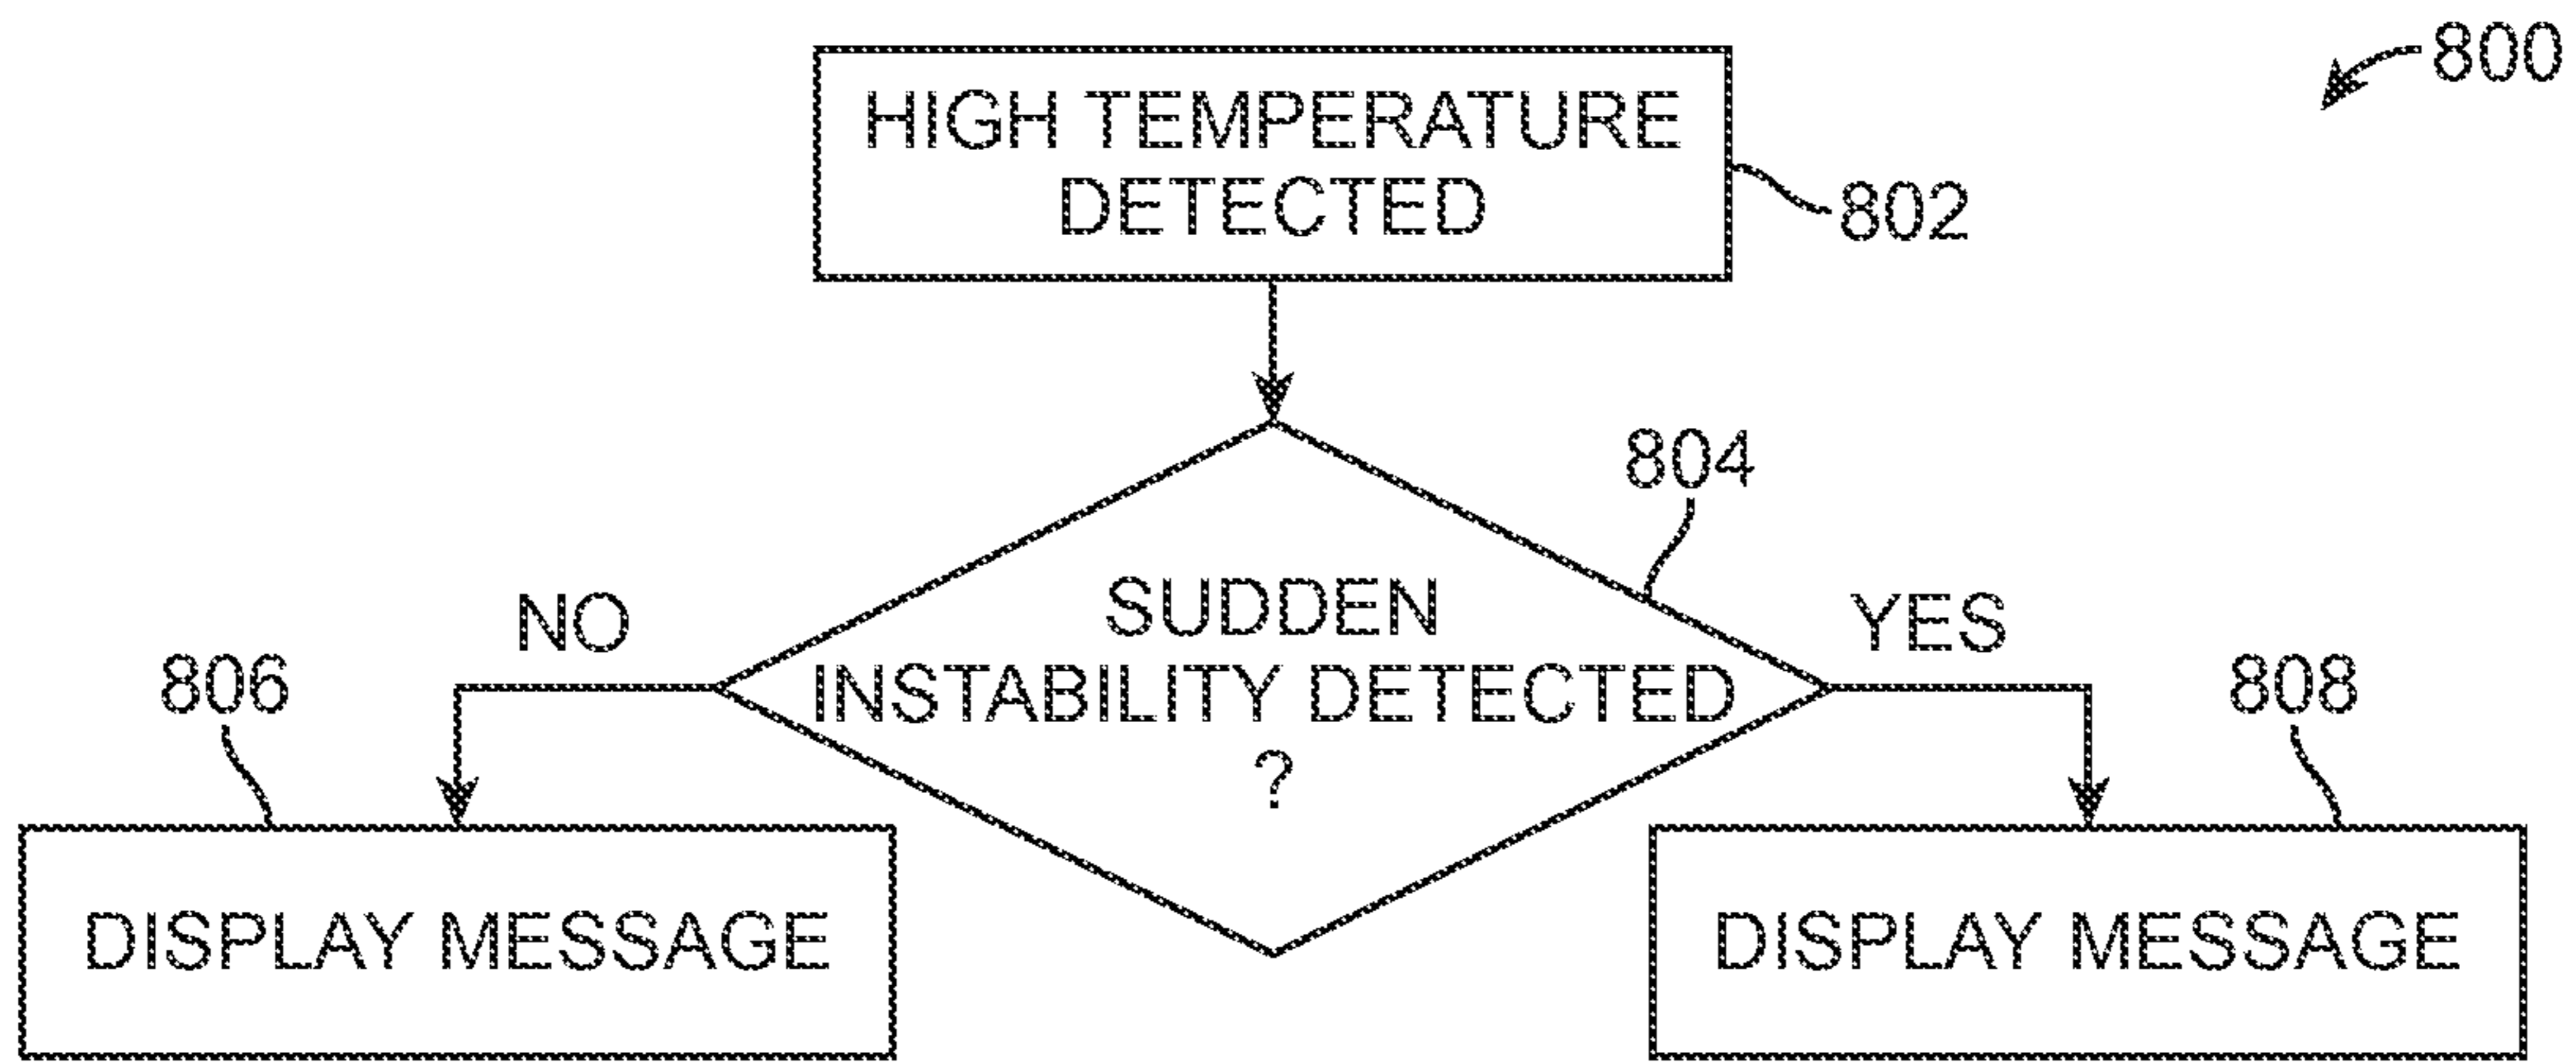 800
HIGH TEMPERATURE
DETECTED
802
804
SUDDEN
INSTABILITY DETECTED
?
NO
YES
806
808
DISPLAY MESSAGE
DISPLAY MESSAGE